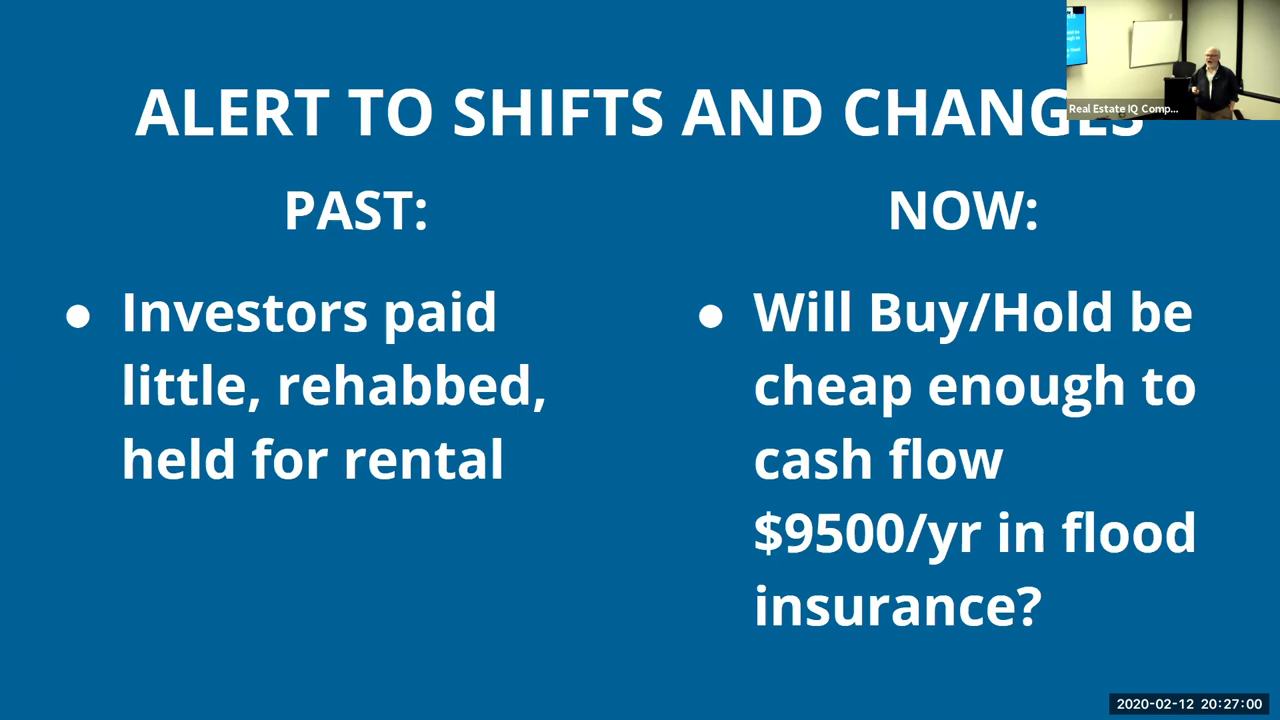 ALERT TO SHIFTS AND CHANGES
Real Estate IQ Comp...
PAST:
Investors paid
little, rehabbed,
held for rental
NOW:
Will Buy/Hold be
cheap enough to
cash flow
$9500/yr in flood
insurance?
2020-02-12 20:27:00